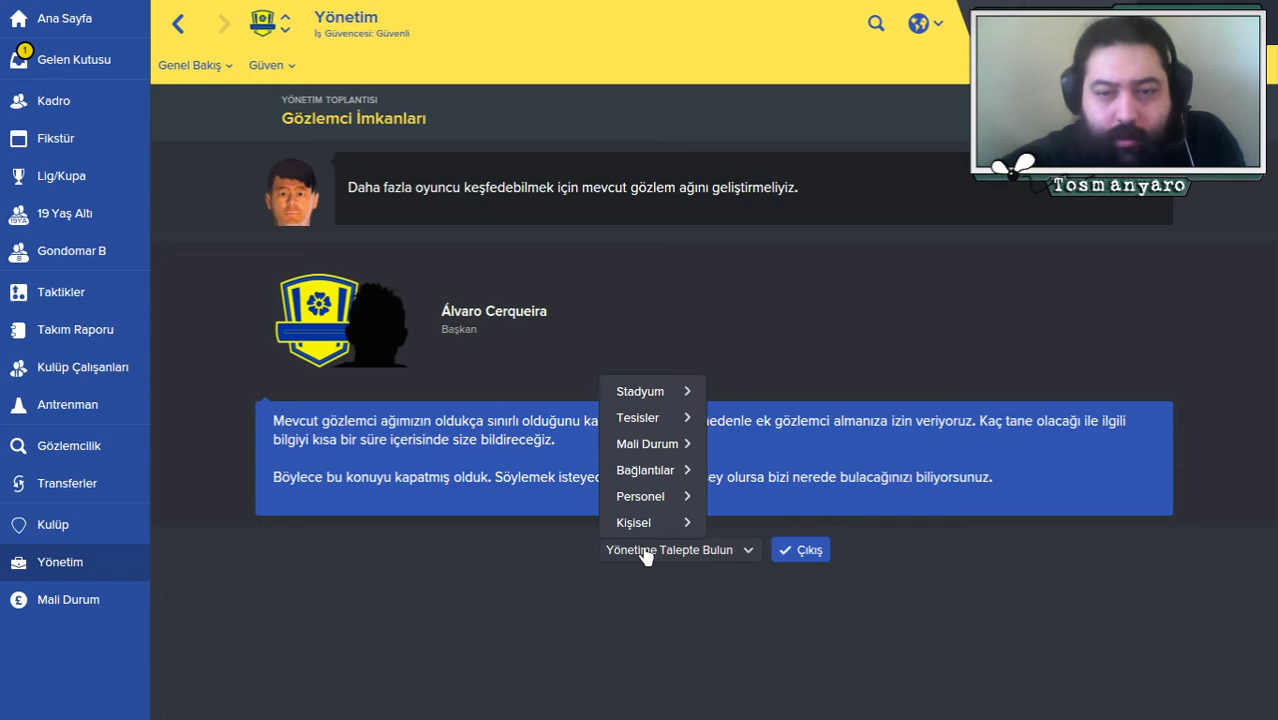 Ana Sayfa
1
Gelen Kutusu
Kadro
Fikstür
Lig/Kupa
19 Yaş Altı
19YA
Gondomar B
B
Taktikler
Takım Raporu
Kulüp Çalışanları
Antrenman
Gözlemcilik
Transferler
Kulüp
Yönetim
Mali Durum
Yönetim
İş Güvencesi: Güvenli
Genel Bakış
Güven
YÖNETİM TOPLANTISI
Gözlemci İmkanları
Daha fazla oyuncu keşfedebilmek için mevcut gözlem ağını geliştirmeliyiz.
Tosmanyaro
Álvaro Cerqueira
Başkan
Mevcut gözlemci ağımızın oldukça sınırlı olduğunu ka nedenle ek gözlemci almanıza izin veriyoruz. Kaç tane olacağı ile ilgili
bilgiyi kısa bir süre içerisinde size bildireceğiz.
Böylece bu konuyu kapatmış olduk. Söylemek isteyec ey olursa bizi nerede bulacağınızı biliyorsunuz.
Stadyum
Tesisler
Mali Durum
Bağlantılar
Personel
Kişisel
Yönetime Talepte Bulun
Çıkış